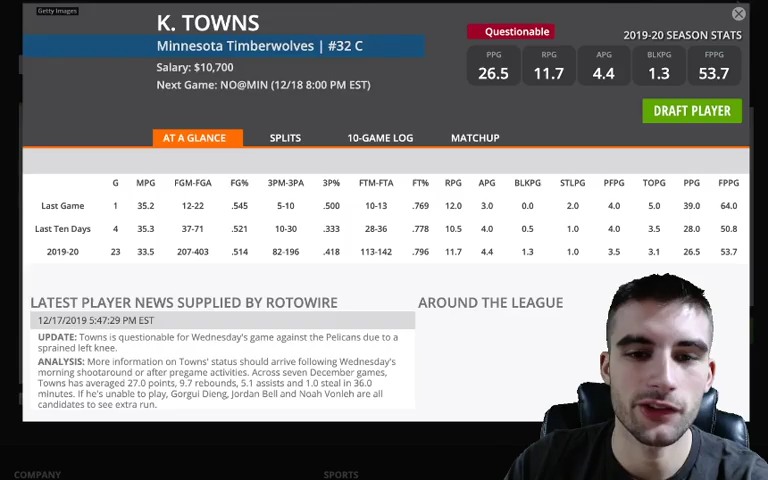 Getty Images
K. TOWNS
Minnesota Timberwolves | #32 C
Salary: $10,700
Next Game: NO@MIN (12/18 8:00 PM EST)
Questionable
2019-20 SEASON STATS
PPG RPG APG BLKPG FPPG
26.5 11.7 4.4 1.3 53.7
DRAFT PLAYER
AT A GLANCE SPLITS 10-GAME LOG MATCHUP
G MPG FGM-FGA FG% 3PM-3PA 3P% FTM-FTA FT% RPG APG BLKPG STLPG PFPG TOPG PPG FPPG
Last Game 1 35.2 12-22 .545 5-10 .500 10-13 .769 12.0 3.0 0.0 2.0 4.0 5.0 39.0 64.0
Last Ten Days 4 35.3 37-71 .521 10-30 .333 28-36 .778 10.5 4.0 0.5 1.0 4.0 3.5 28.0 50.8
2019-20 23 33.5 207-403 .514 82-196 .418 113-142 .796 11.7 4.4 1.3 1.0 3.5 3.1 26.5 53.7
LATEST PLAYER NEWS SUPPLIED BY ROTOWIRE
12/17/2019 5:47:29 PM EST
UPDATE: Towns is questionable for Wednesday's game against the Pelicans due to a
sprained left knee.
ANALYSIS: More information on Towns' status should arrive following Wednesday's
morning shootaround or after pregame activities. Across seven December games,
Towns has averaged 27.0 points, 9.7 rebounds, 5.1 assists and 1.0 steal in 36.0
minutes. If he's unable to play, Gorgui Dieng, Jordan Bell and Noah Vonleh are all
candidates to see extra run.
AROUND THE LEAGUE
COMPANY SPORTS